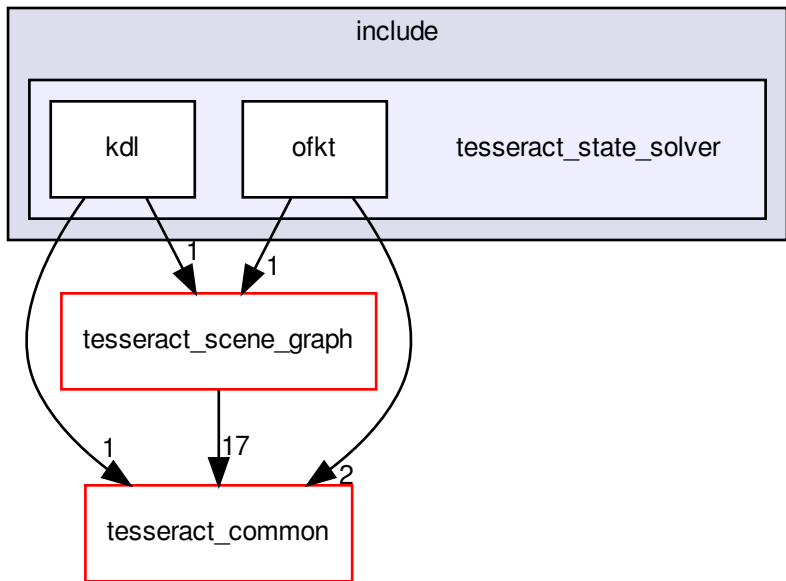 include
kdl
ofkt
tesseract_state_solver
1
1
tesseract_scene_graph
1
17
2
tesseract_common